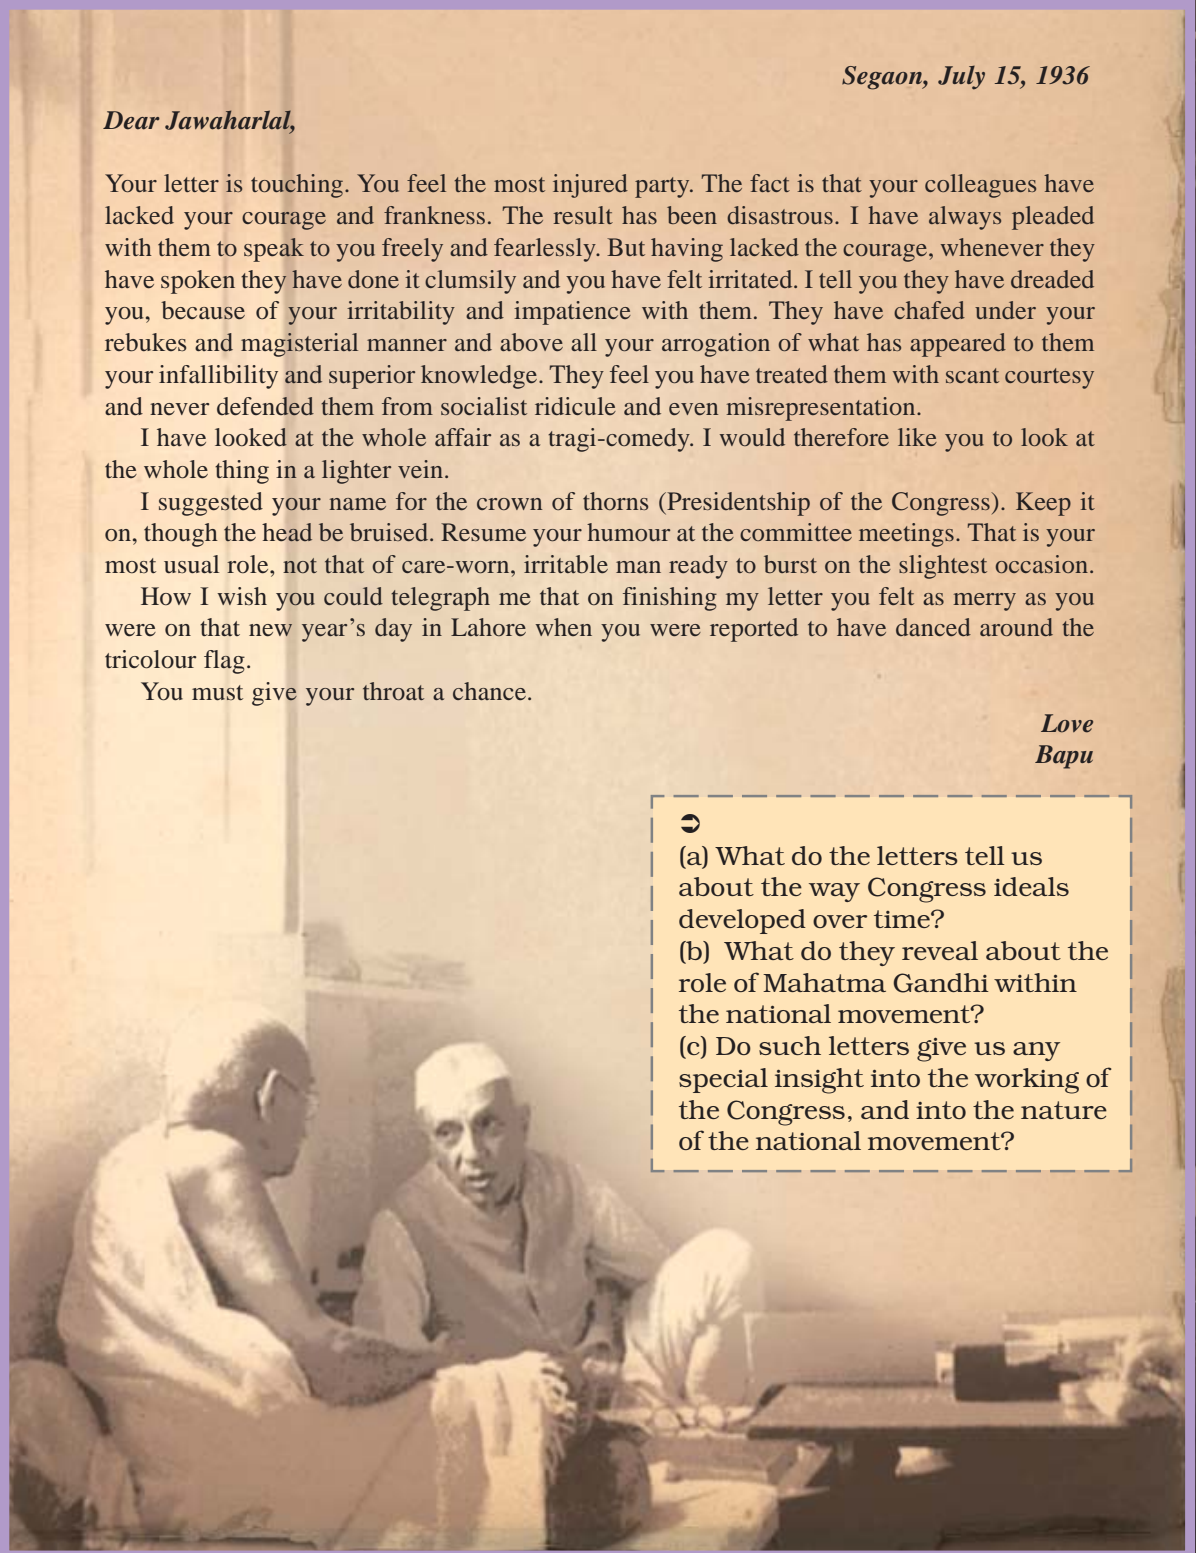 Segaon, July 15, 1936
Dear Jawaharlal,
Your letter is touching. You feel the most injured party. The fact is that your colleagues have
lacked your courage and frankness. The result has been disastrous. I have always pleaded
with them to speak to you freely and fearlessly. But having lacked the courage, whenever they
have spoken they have done it clumsily and you have felt irritated. I tell you they have dreaded
you, because of your irritability and impatience with them. They have chafed under your
rebukes and magisterial manner and above all your arrogation of what has appeared to them
your infallibility and superior knowledge. They feel you have treated them with scant courtesy
and never defended them from socialist ridicule and even misrepresentation.
I have looked at the whole affair as a tragi-comedy. I would therefore like you to look at
the whole thing in a lighter vein.
I suggested your name for the crown of thorns (Presidentship of the Congress). Keep it
on, though the head be bruised. Resume your humour at the committee meetings. That is your
most usual role, not that of care-worn, irritable man ready to burst on the slightest occasion.
How I wish you could telegraph me that on finishing my letter you felt as merry as you
were on that new year’s day in Lahore when you were reported to have danced around the
tricolour flag.
You must give your throat a chance.
Love
Bapu
➲
(a) What do the letters tell us
about the way Congress ideals
developed over time?
(b) What do they reveal about the
role of Mahatma Gandhi within
the national movement?
(c) Do such letters give us any
special insight into the working of
the Congress, and into the nature
of the national movement?